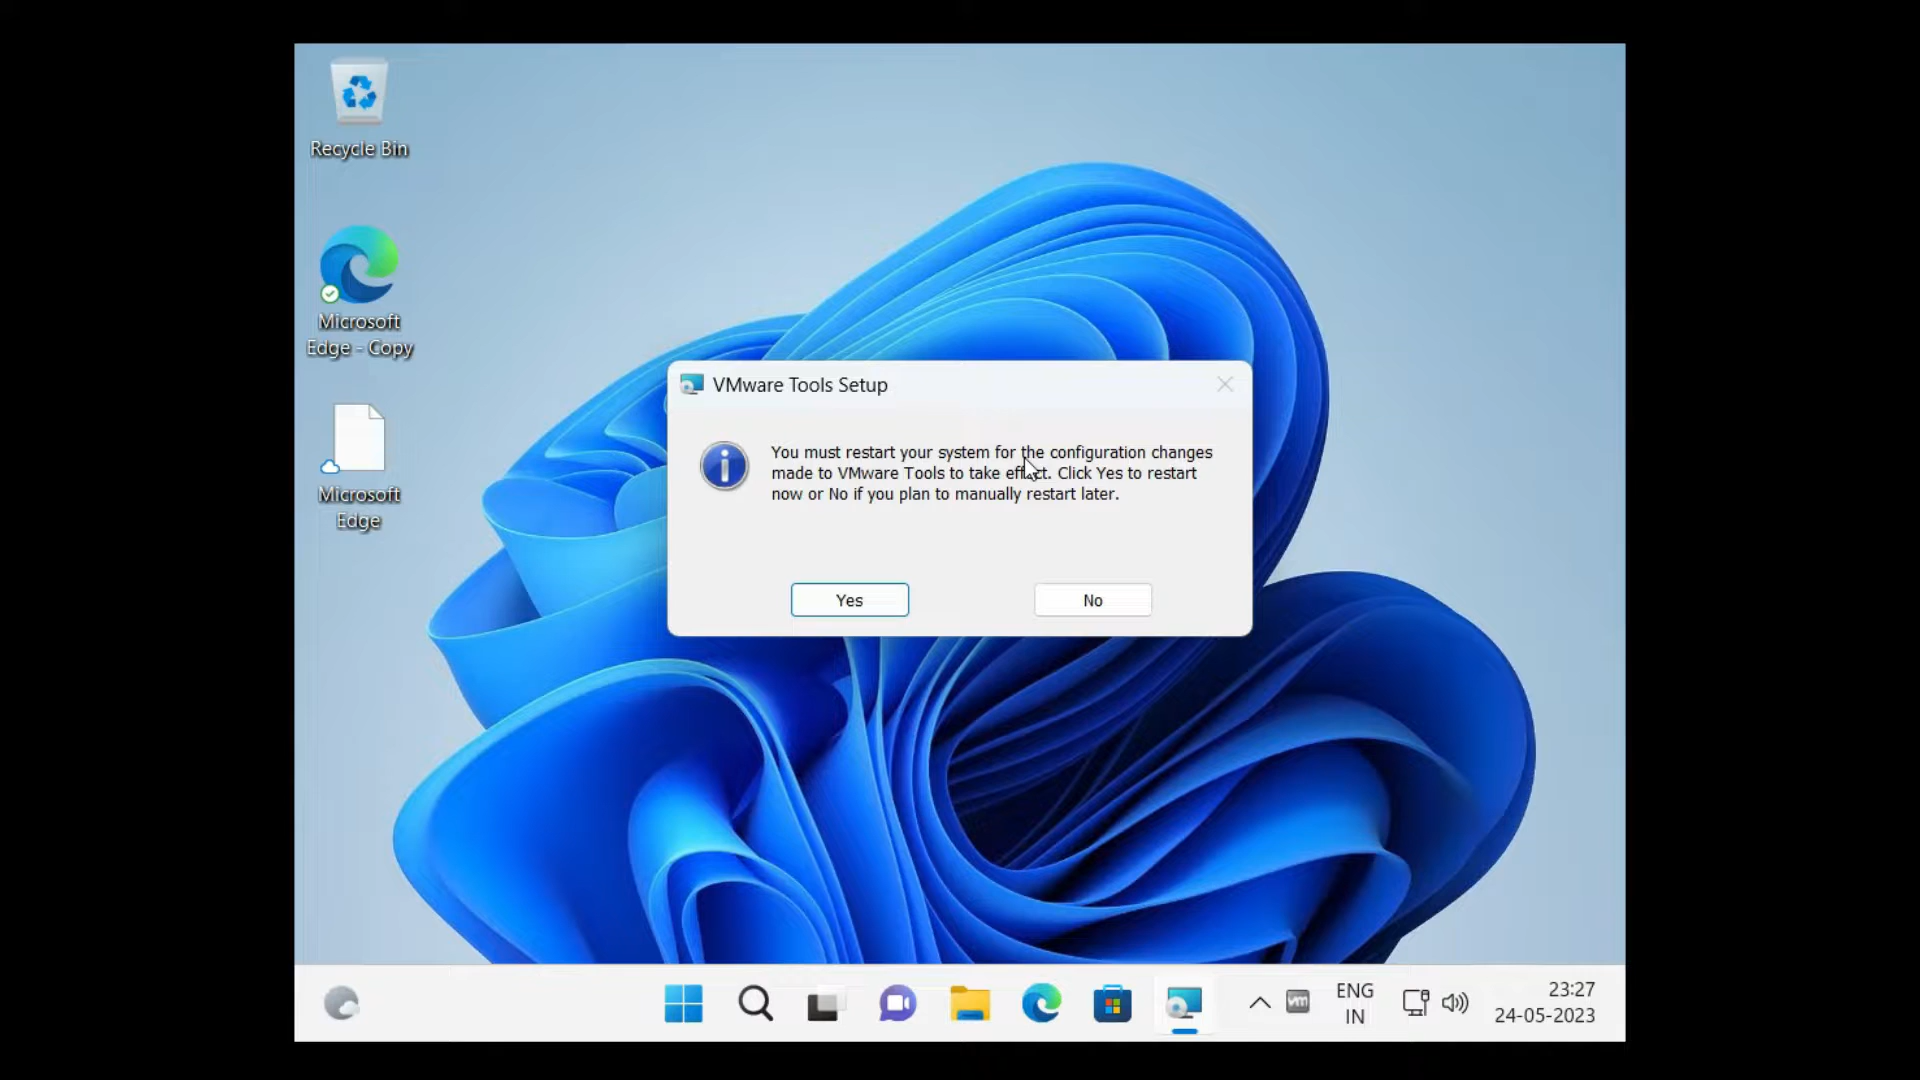 Recycle Bin
Microsoft
Edge - Copy
Microsoft
Edge
VMware Tools Setup
You must restart your system for the configuration changes
made to VMware Tools to take effect. Click Yes to restart
now or No if you plan to manually restart later.
Yes
No
vm
ENG
IN
23:27
24-05-2023